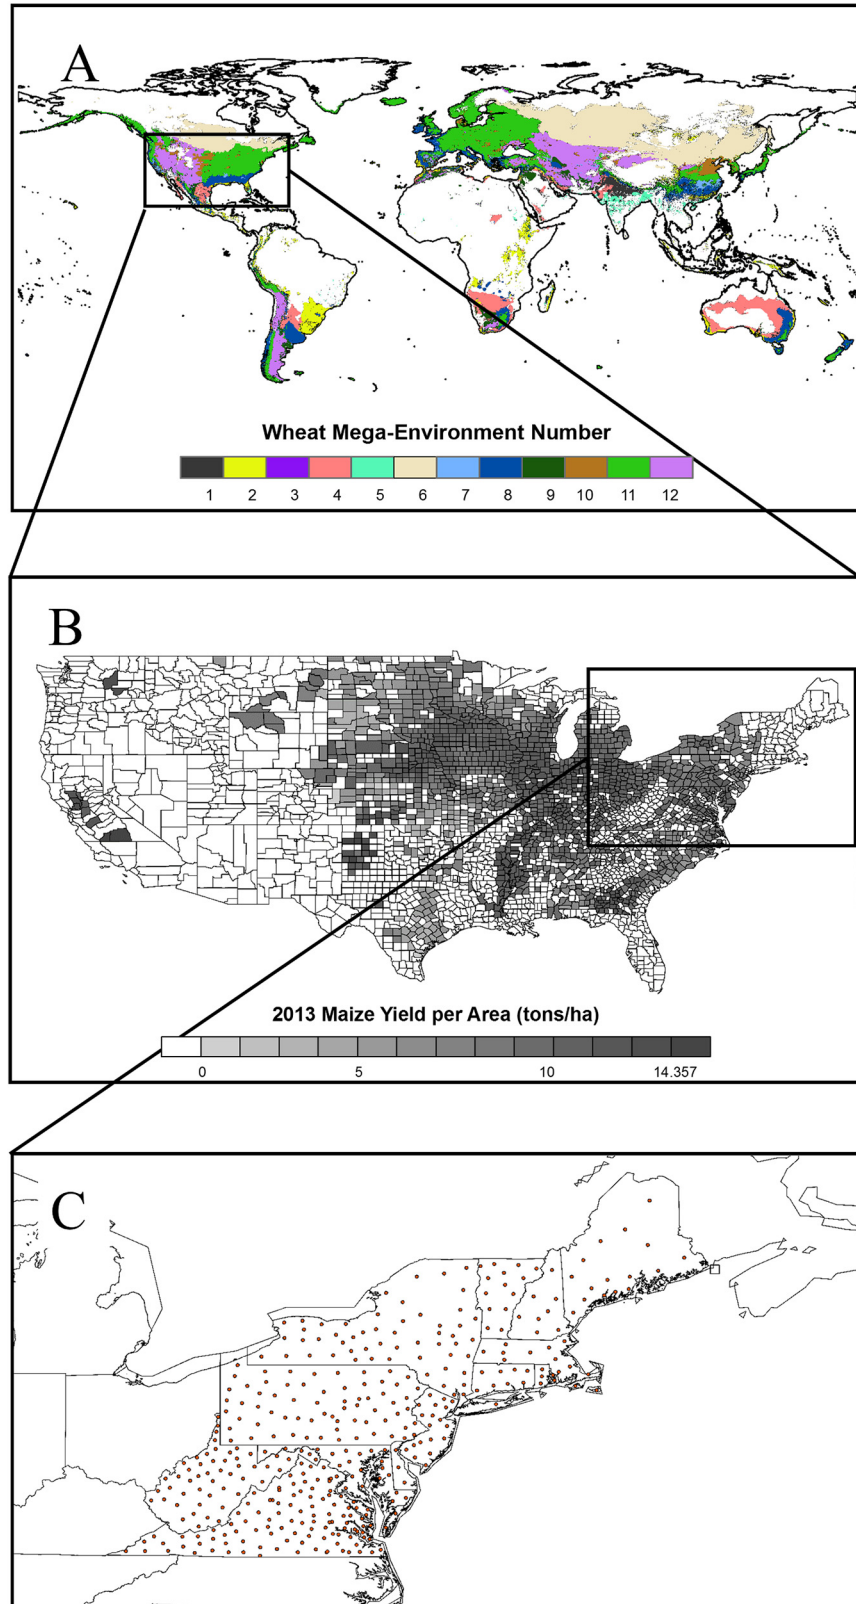 A
Wheat Mega-Environment Number
1 2 3 4 5 6 7 8 9 10 11 12
B
2013 Maize Yield per Area (tons/ha)
0 5 10 14.357
C